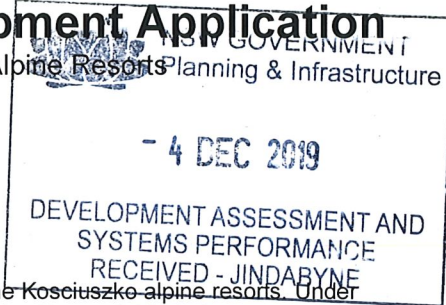 pment Application
NSW GOVERNMENT
Alpine Resorts Planning & Infrastructure
- 4 DEC 2019
DEVELOPMENT ASSESSMENT AND
SYSTEMS PERFORMANCE
RECEIVED - JINDABYNE
e Kosciuszko alpine resorts. Under